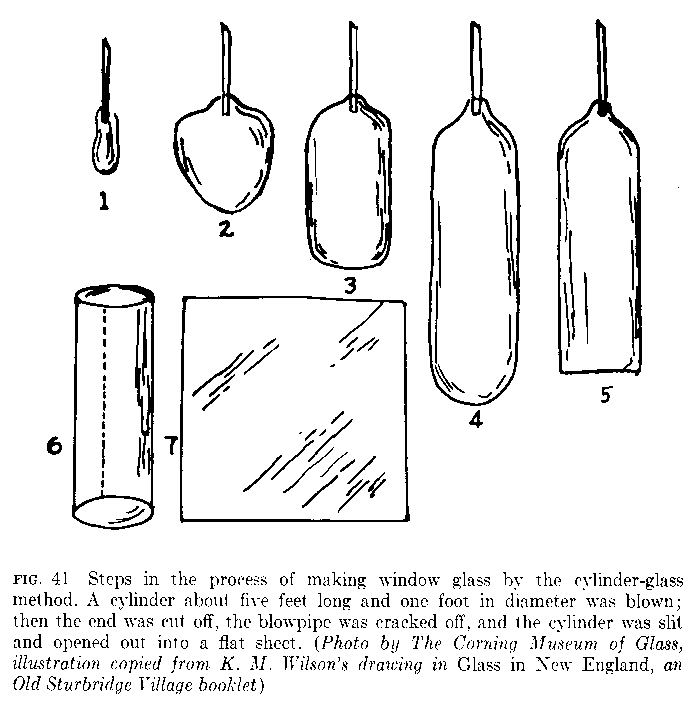 1
2
3
4
5
6
7
FIG. 41 Steps in the process of making window glass by the cylinder-glass
method. A cylinder about five feet long and one foot in diameter was blown;
then the end was cut off, the blowpipe was cracked off, and the cylinder was slit
and opened out into a flat sheet. (Photo by The Corning Museum of Glass,
illustration copied from K. M. Wilson's drawing in Glass in New England, an
Old Sturbridge Village booklet)